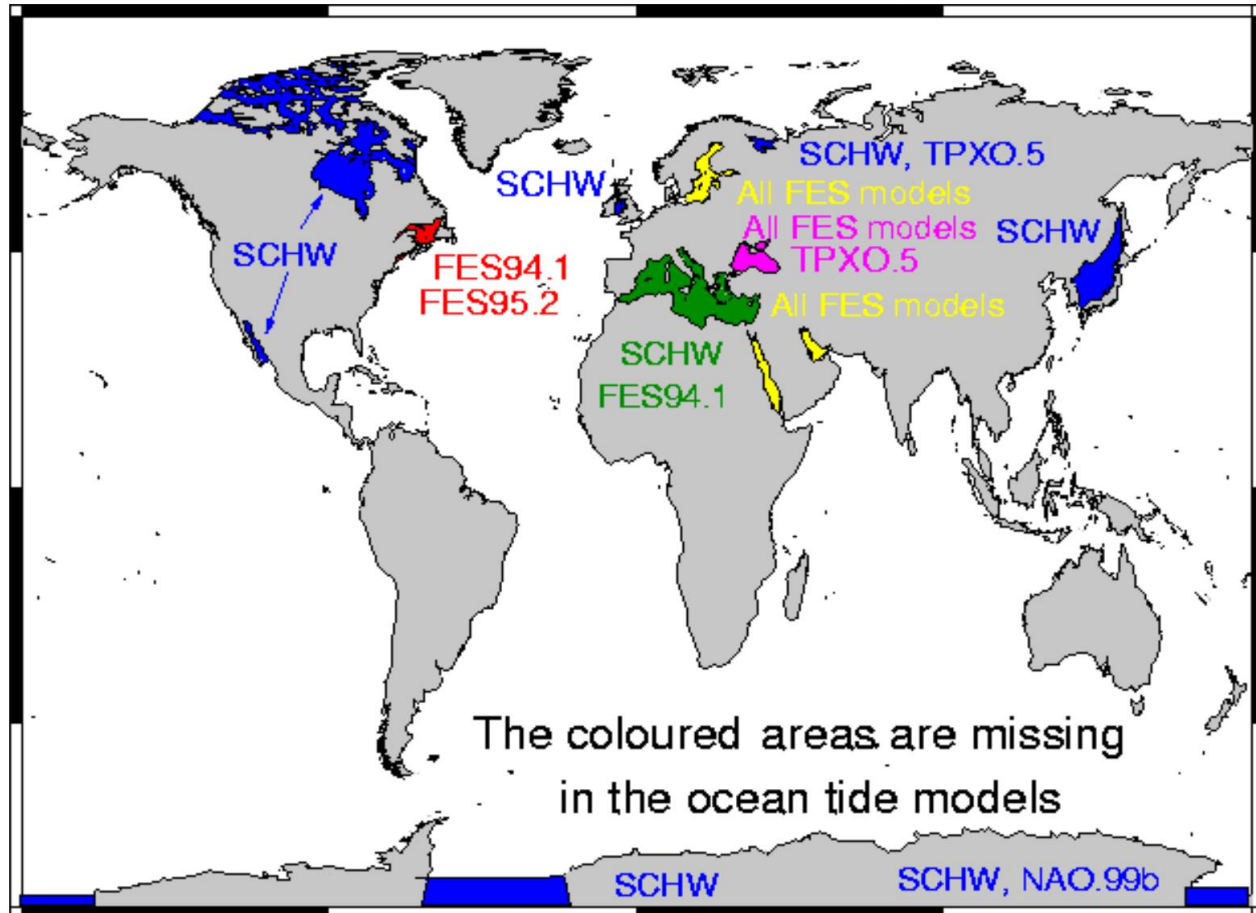 SCHW, TPXO.5
SCHW
All FES models
All FES models
SCHW
SCHW
TPXO.5
FES94.1
FES95.2
All FES models
SCHW
FES94.1
The coloured areas are missing
in the ocean tide models
SCHW
SCHW, NAO.99b